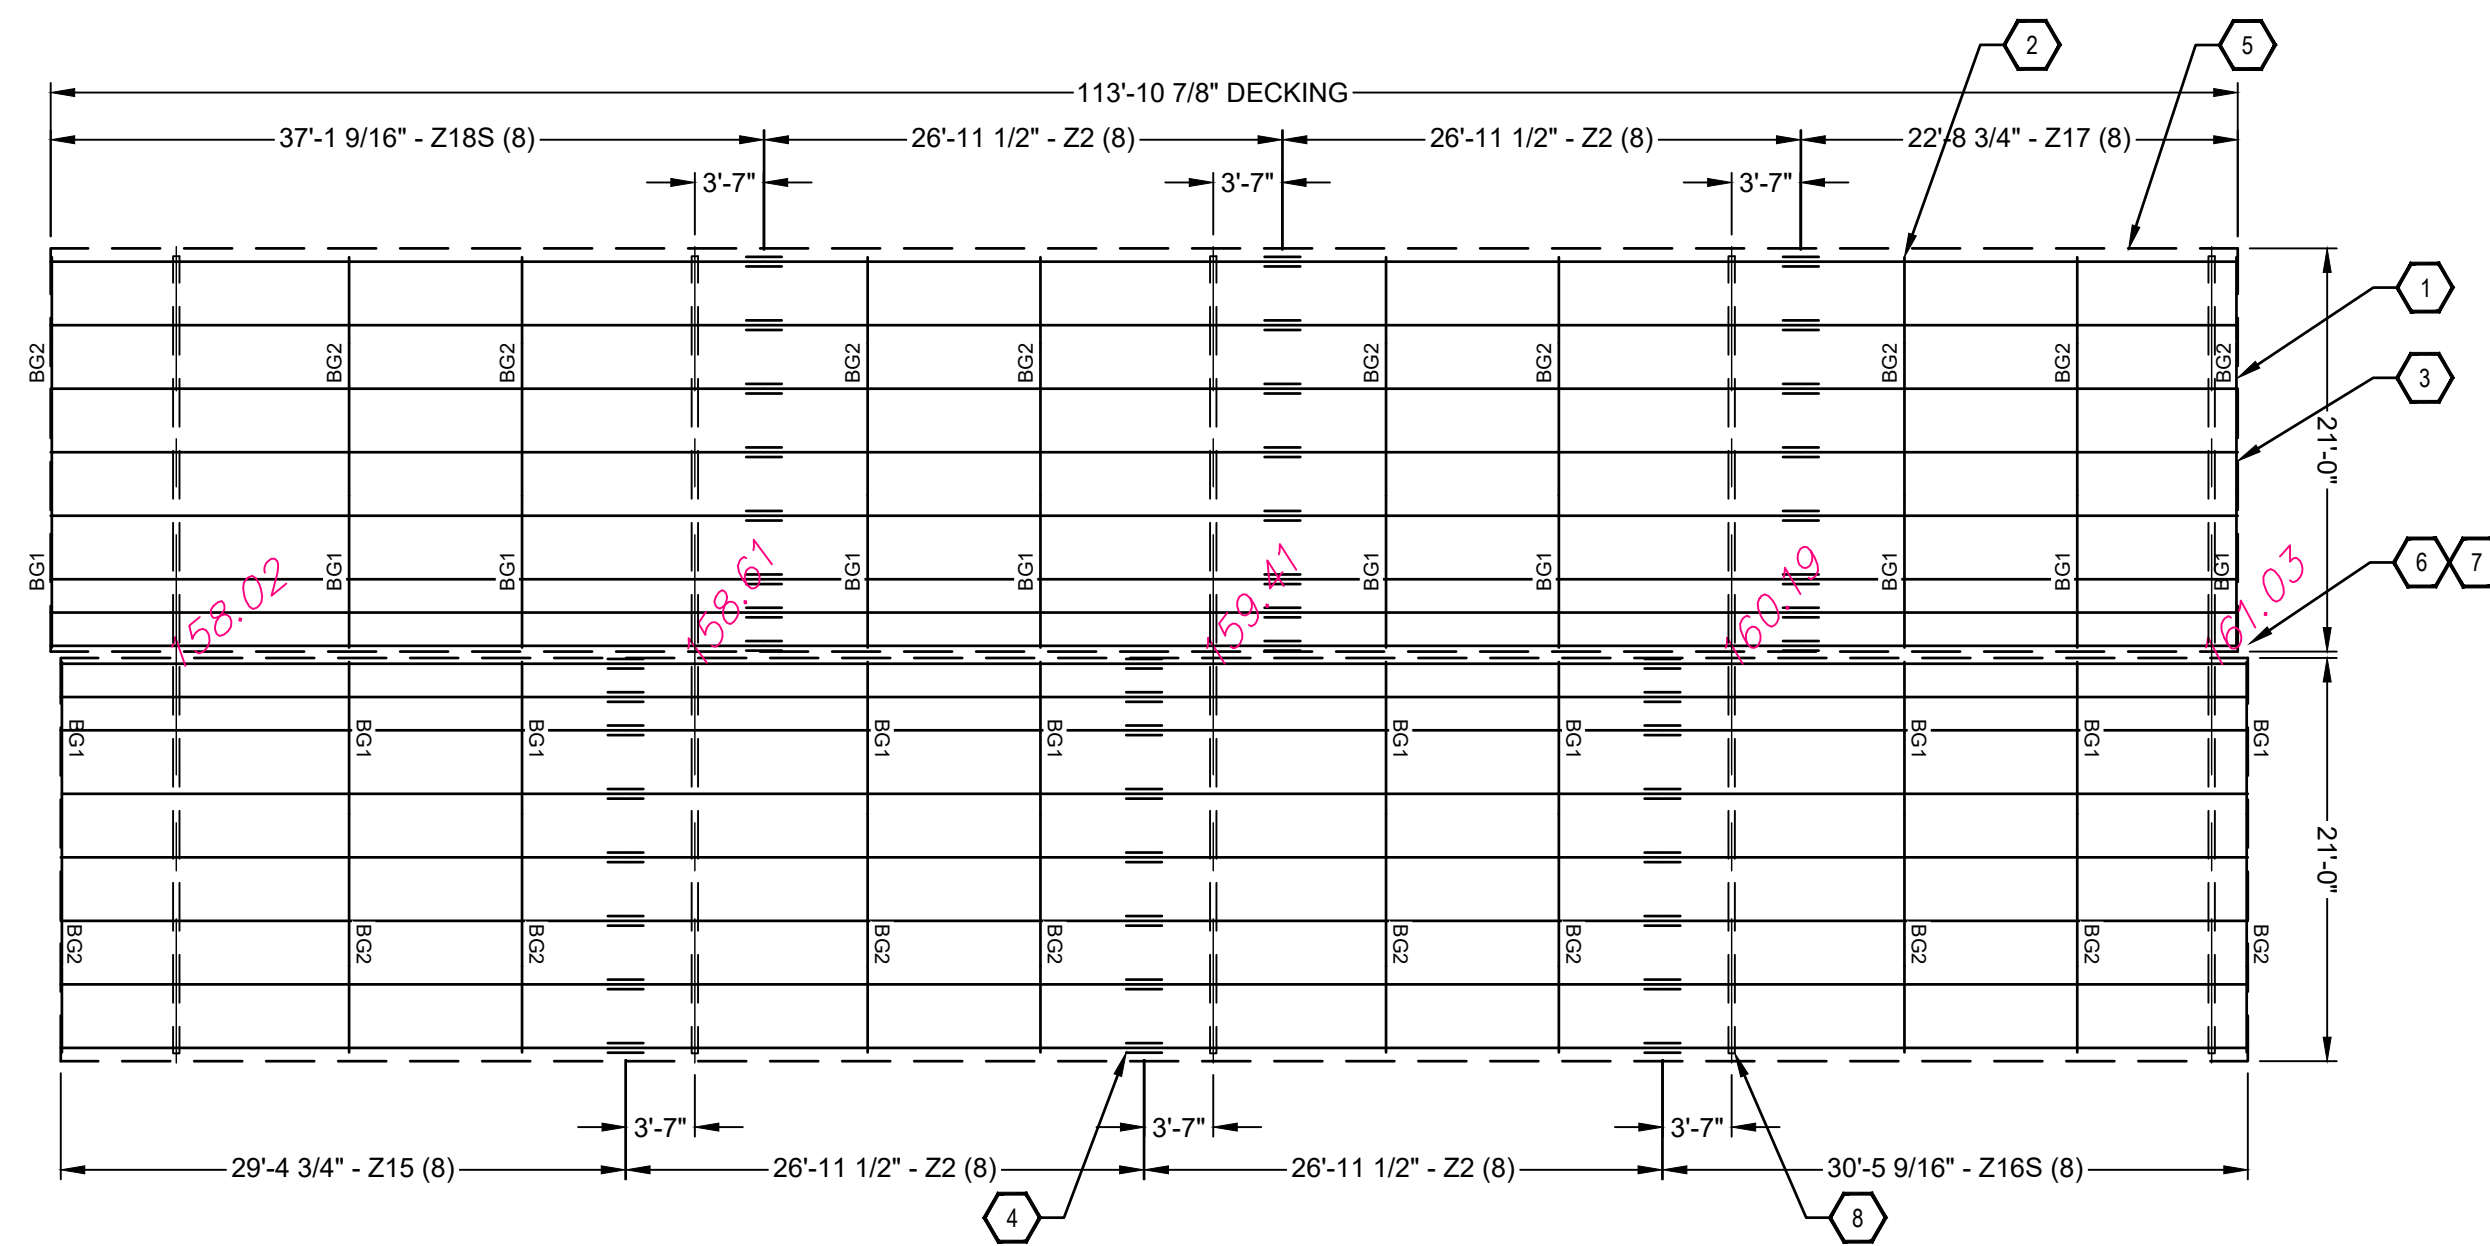 2 5
113'-10 7/8" DECKING
37'-1 9/16" - Z18S (8) 26'-11 1/2" - Z2 (8) 26'-11 1/2" - Z2 (8) 22'-8 3/4" - Z17 (8)
3'-7" 3'-7" 3'-7"
1
BG2 BG2 BG2 BG2 BG2 BG2 BG2 BG2 BG2 BG2
3
21'-0"
BG1 BG1 BG1 BG1 BG1 BG1 BG1 BG1 BG1 BG1
6 7
158.02 158.61 159.41 160.19 161.03
BG1 BG1 BG1 BG1 BG1 BG1 BG1 BG1 BG1 BG1
21'-0"
BG2 BG2 BG2 BG2 BG2 BG2 BG2 BG2 BG2 BG2
3'-7" 3'-7" 3'-7"
29'-4 3/4" - Z15 (8) 26'-11 1/2" - Z2 (8) 26'-11 1/2" - Z2 (8) 30'-5 9/16" - Z16S (8)
4 8